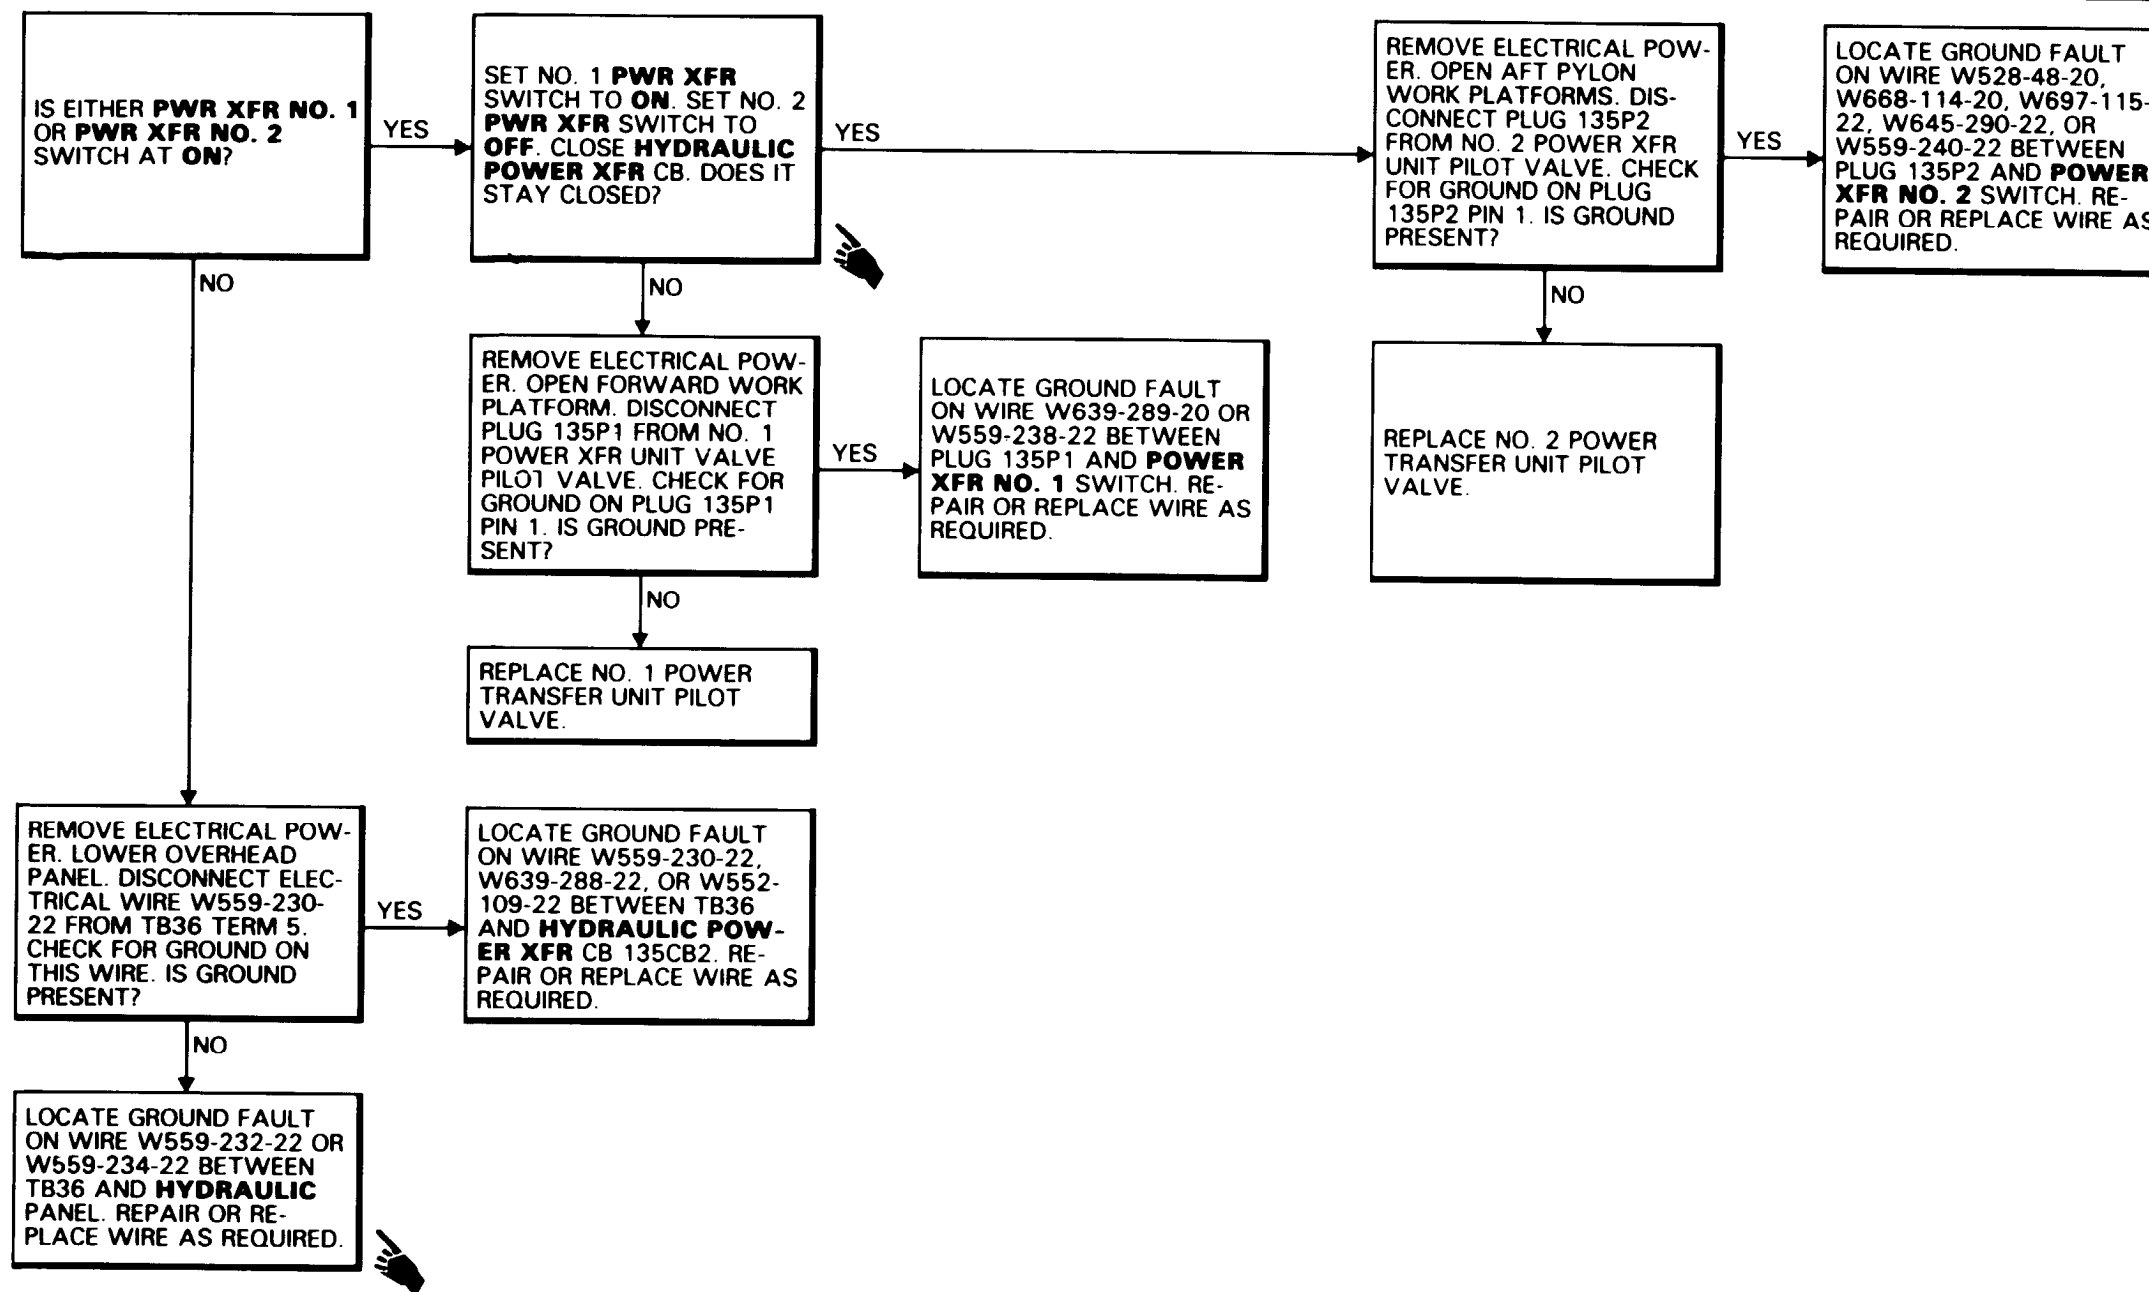 IS EITHER PWR XFR NO. 1
OR PWR XFR NO. 2
SWITCH AT ON?
YES
SET NO. 1 PWR XFR
SWITCH TO ON. SET NO. 2
PWR XFR SWITCH TO
OFF. CLOSE HYDRAULIC
POWER XFR CB. DOES IT
STAY CLOSED?
YES
REMOVE ELECTRICAL POW-
ER. OPEN AFT PYLON
WORK PLATFORMS. DIS-
CONNECT PLUG 135P2
FROM NO. 2 POWER XFR
UNIT PILOT VALVE. CHECK
FOR GROUND ON PLUG
135P2 PIN 1. IS GROUND
PRESENT?
YES
LOCATE GROUND FAULT
ON WIRE W528-48-20,
W668-114-20, W697-115-
22, W645-290-22, OR
W559-240-22 BETWEEN
PLUG 135P2 AND POWER
XFR NO. 2 SWITCH. RE-
PAIR OR REPLACE WIRE AS
REQUIRED.
NO
NO
NO
REMOVE ELECTRICAL POW-
ER. OPEN FORWARD WORK
PLATFORM. DISCONNECT
PLUG 135P1 FROM NO. 1
POWER XFR UNIT VALVE
PILOT VALVE. CHECK FOR
GROUND ON PLUG 135P1
PIN 1. IS GROUND PRE-
SENT?
YES
LOCATE GROUND FAULT
ON WIRE W639-289-20 OR
W559-238-22 BETWEEN
PLUG 135P1 AND POWER
XFR NO. 1 SWITCH. RE-
PAIR OR REPLACE WIRE AS
REQUIRED.
REPLACE NO. 2 POWER
TRANSFER UNIT PILOT
VALVE.
NO
REPLACE NO. 1 POWER
TRANSFER UNIT PILOT
VALVE.
REMOVE ELECTRICAL POW-
ER. LOWER OVERHEAD
PANEL. DISCONNECT ELEC-
TRICAL WIRE W559-230-
22 FROM TB36 TERM 5.
CHECK FOR GROUND ON
THIS WIRE. IS GROUND
PRESENT?
YES
LOCATE GROUND FAULT
ON WIRE W559-230-22,
W639-288-22, OR W552-
109-22 BETWEEN TB36
AND HYDRAULIC POW-
ER XFR CB 135CB2. RE-
PAIR OR REPLACE WIRE AS
REQUIRED.
NO
LOCATE GROUND FAULT
ON WIRE W559-232-22 OR
W559-234-22 BETWEEN
TB36 AND HYDRAULIC
PANEL. REPAIR OR RE-
PLACE WIRE AS REQUIRED.